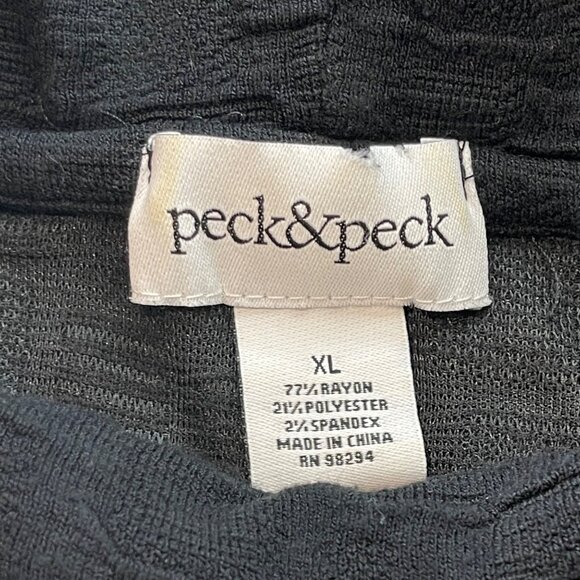 peck&peck
XL
77% RAYON
21% POLYESTER
2% SPANDEX
MADE IN CHINA
RN 98294